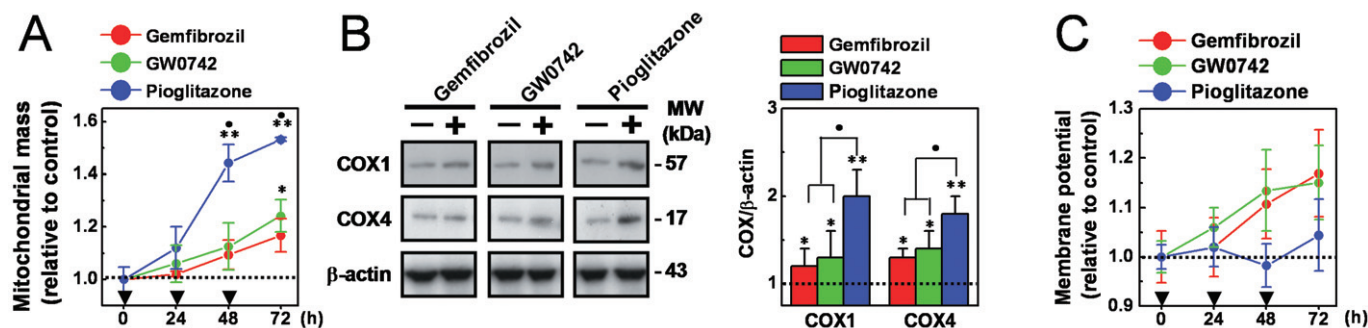 A
Gemfibrozil
GW0742
Pioglitazone
Mitochondrial mass
(relative to control)
1.6
1.4
1.2
1.0
•
**
•
**
*
0 24 48 72 (h)
B
Gemfibrozil
GW0742
Pioglitazone
MW
(kDa)
− + − + − +
COX1
- 57
COX4
- 17
β-actin
- 43
Gemfibrozil
GW0742
Pioglitazone
COX/β-actin
3
2
1
•
•
* * **
* * **
COX1 COX4
C
Gemfibrozil
GW0742
Pioglitazone
Membrane potential
(relative to control)
1.3
1.2
1.1
1.0
0.9
0 24 48 72 (h)